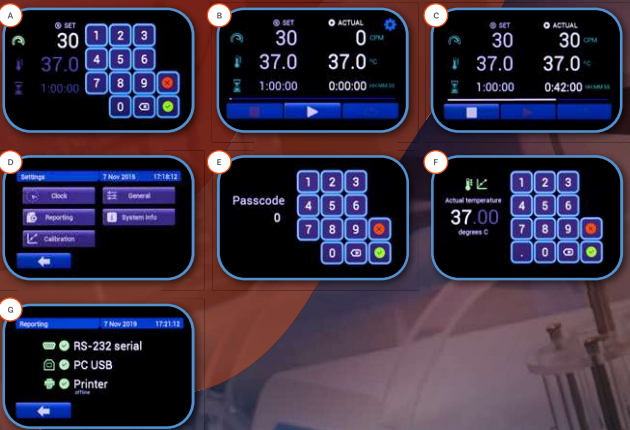 A
SET
30
37.0
1:00:00
1 2 3
4 5 6
7 8 9
0
B
SET ACTUAL
30 0 CPM
37.0 37.0 °C
1:00:00 0:00:00 HH:MM:SS
C
SET ACTUAL
30 30 CPM
37.0 37.0 °C
1:00:00 0:42:00 HH:MM:SS
D
Settings 7 Nov 2019 17:18:12
Clock General
Reporting System Info
Calibration
E
Passcode
0
1 2 3
4 5 6
7 8 9
0
F
Actual temperature
37.00
degrees C
1 2 3
4 5 6
7 8 9
. 0
G
Reporting 7 Nov 2019 17:21:12
RS-232 serial
PC USB
Printer
offline